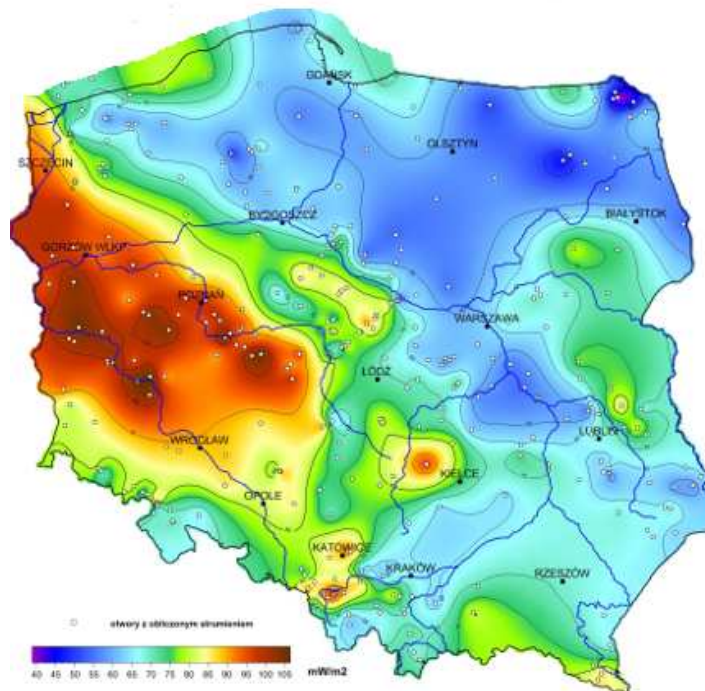 GDAŃSK
OLSZTYN
SZCZECIN
BYDGOSZCZ
BIAŁYSTOK
GORZÓW WLKP
POZNAŃ
WARSZAWA
ŁÓDŹ
LUBLIN
WROCŁAW
KIELCE
OPOLE
KATOWICE
KRAKÓW
RZESZÓW
otwory z obliczonym strumieniem
40 45 50 55 60 65 70 75 80 85 90 95 100 105 mW/m2